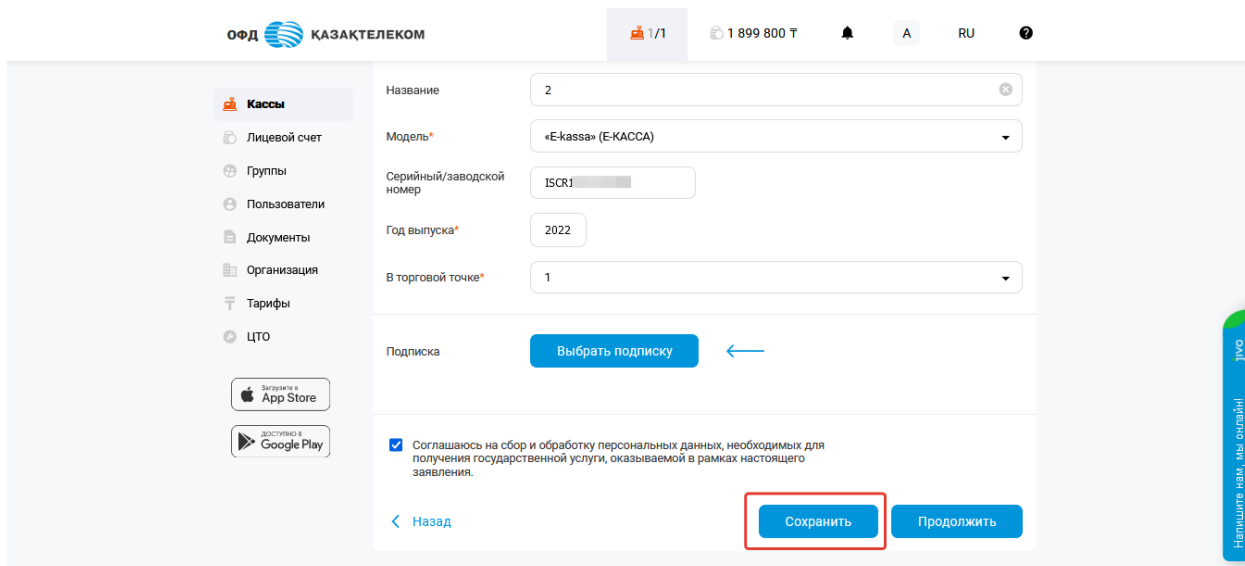 ОФД ҚАЗАҚТЕЛЕКОМ
1/1
1 899 800 ₸
A
RU
Кассы
Лицевой счет
Группы
Пользователи
Документы
Организация
Тарифы
ЦТО
Загрузите в
App Store
ДОСТУПНО В
Google Play
Название
2
Модель*
«E-kassa» (Е-КАССА)
Серийный/заводской
номер
ISCR1
Год выпуска*
2022
В торговой точке*
1
Подписка
Выбрать подписку
Соглашаюсь на сбор и обработку персональных данных, необходимых для
получения государственной услуги, оказываемой в рамках настоящего
заявления.
Назад
Сохранить
Продолжить
Напишите нам, мы онлайн!
jivo